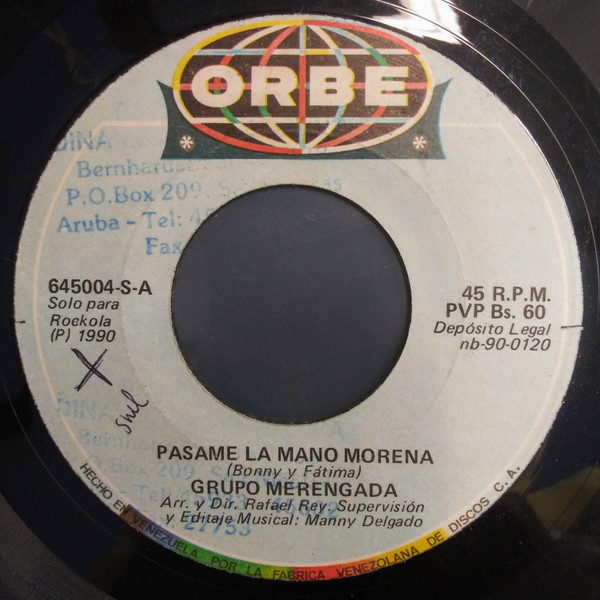 ORBE
DINA
P.O.Box 209
Aruba - Tel:
Fax
645004-S-A
Solo para
Rockola
(P) 1990
45 R.P.M.
PVP Bs. 60
Depósito Legal
nb-90-0120
PASAME LA MANO MORENA
(Bonny y Fátima)
GRUPO MERENGADA
Arr. y Dir. Rafael Rey, Supervisión
y Editaje Musical: Manny Delgado
HECHO EN VENEZUELA POR LA FABRICA VENEZOLANA DE DISCOS C.A.